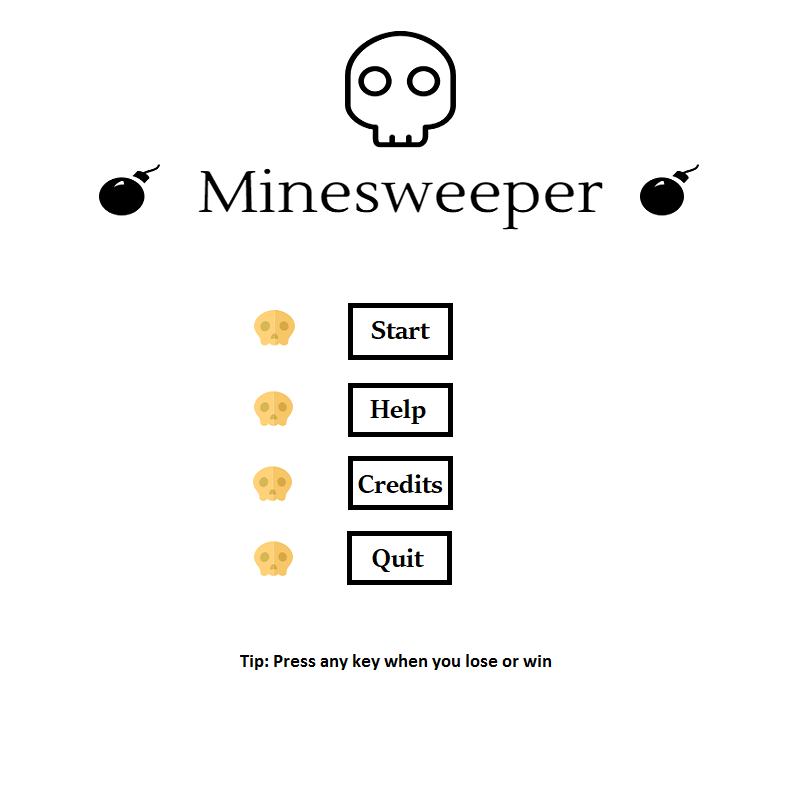 Minesweeper
Start
Help
Credits
Quit
Tip: Press any key when you lose or win